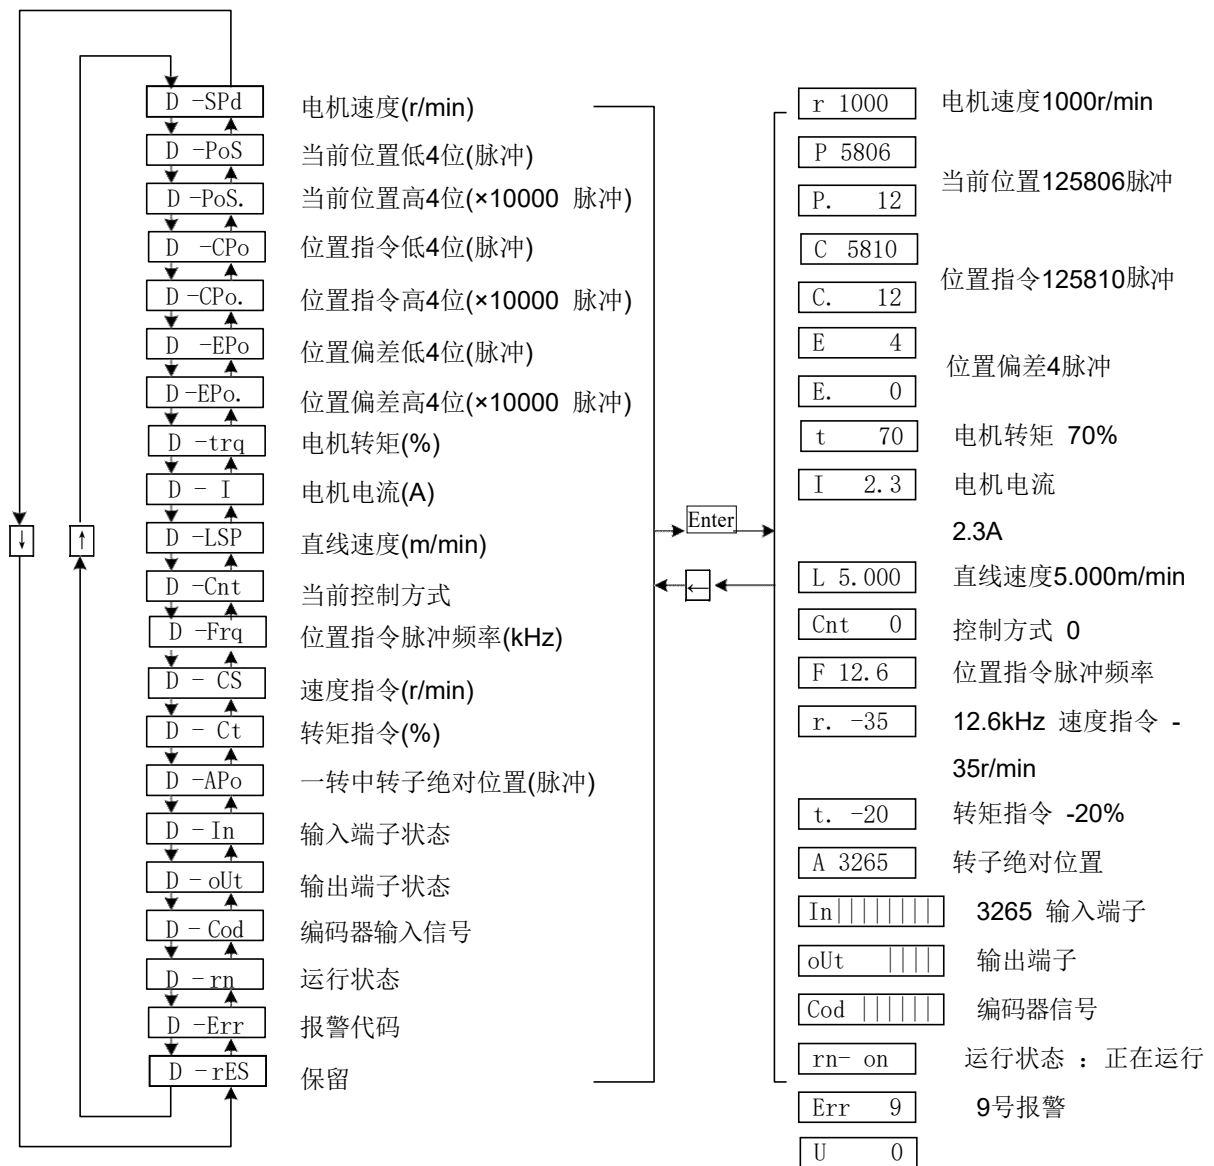 D -SPd 电机速度(r/min)
D -PoS 当前位置低4位(脉冲)
D -PoS. 当前位置高4位(×10000 脉冲)
D -CPo 位置指令低4位(脉冲)
D -CPo. 位置指令高4位(×10000 脉冲)
D -EPo 位置偏差低4位(脉冲)
D -EPo. 位置偏差高4位(×10000 脉冲)
D -trq 电机转矩(%)
D - I 电机电流(A)
D -LSP 直线速度(m/min)
D -Cnt 当前控制方式
D -Frq 位置指令脉冲频率(kHz)
D - CS 速度指令(r/min)
D - Ct 转矩指令(%)
D -APo 一转中转子绝对位置(脉冲)
D - In 输入端子状态
D - oUt 输出端子状态
D - Cod 编码器输入信号
D - rn 运行状态
D -Err 报警代码
D - rES 保留
↓
↑
Enter
←
r 1000 电机速度1000r/min
P 5806
当前位置125806脉冲
P. 12
C 5810
位置指令125810脉冲
C. 12
E 4
位置偏差4脉冲
E. 0
t 70 电机转矩 70%
I 2.3 电机电流
2.3A
L 5.000 直线速度5.000m/min
Cnt 0 控制方式 0
F 12.6 位置指令脉冲频率
r. -35 12.6kHz 速度指令 -
35r/min
t. -20 转矩指令 -20%
A 3265 转子绝对位置
In|||||||| 3265 输入端子
oUt |||| 输出端子
Cod |||||| 编码器信号
rn- on 运行状态 ：正在运行
Err 9 9号报警
U 0